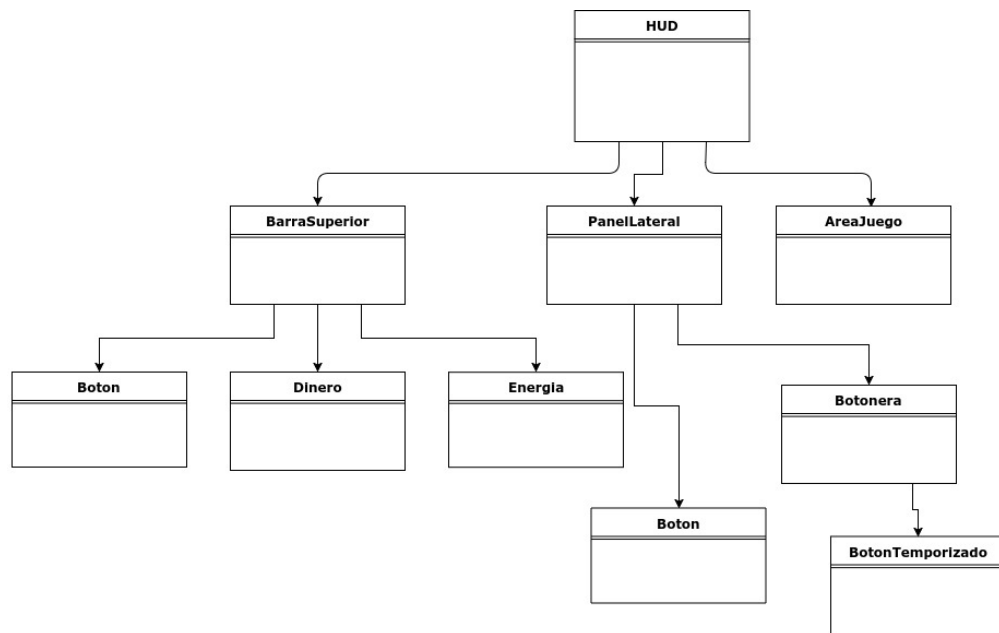 HUD
BarraSuperior
PanelLateral
AreaJuego
Boton
Dinero
Energia
Botonera
Boton
BotonTemporizado